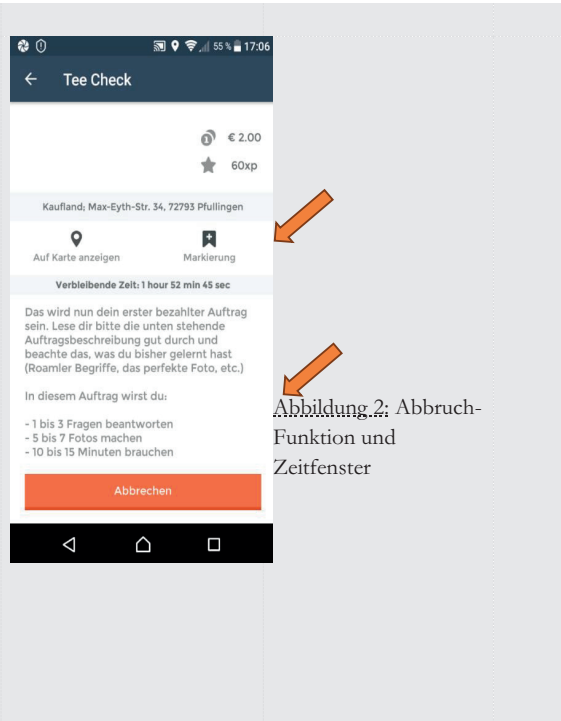 55 % 17:06
Tee Check
€ 2.00
60xp
Kaufland; Max-Eyth-Str. 34, 72793 Pfullingen
Auf Karte anzeigen Markierung
Verbleibende Zeit: 1 hour 52 min 45 sec
Das wird nun dein erster bezahlter Auftrag
sein. Lese dir bitte die unten stehende
Auftragsbeschreibung gut durch und
beachte das, was du bisher gelernt hast
(Roamler Begriffe, das perfekte Foto, etc.)
In diesem Auftrag wirst du:
- 1 bis 3 Fragen beantworten
- 5 bis 7 Fotos machen
- 10 bis 15 Minuten brauchen
Abbrechen
Abbildung 2: Abbruch-
Funktion und
Zeitfenster